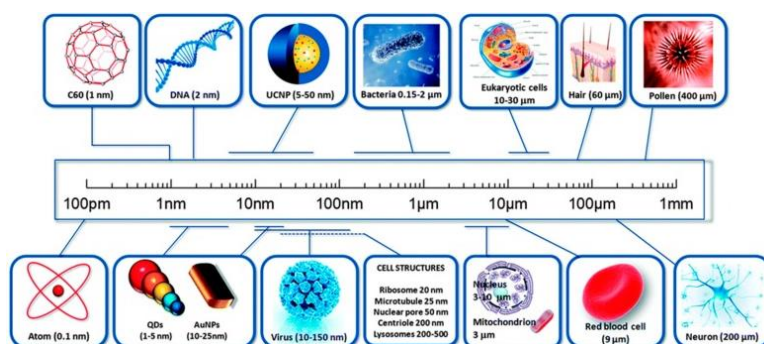 C60 (1 nm)
DNA (2 nm)
UCNP (5-50 nm)
Bacteria 0.15-2 µm
Eukaryotic cells
10-30 µm
Hair (60 µm)
Pollen (400 µm)
100pm 1nm 10nm 100nm 1µm 10µm 100µm 1mm
Atom (0.1 nm)
QDs
(1-5 nm)
AuNPs
(10-25nm)
Virus (10-150 nm)
CELL STRUCTURES
Ribosome 20 nm
Microtubule 25 nm
Nuclear pore 50 nm
Centriole 200 nm
Lysosomes 200-500
Nucleus
3-10 µm
Mitochondrion
3 µm
Red blood cell
(9 µm)
Neuron (200 µm)